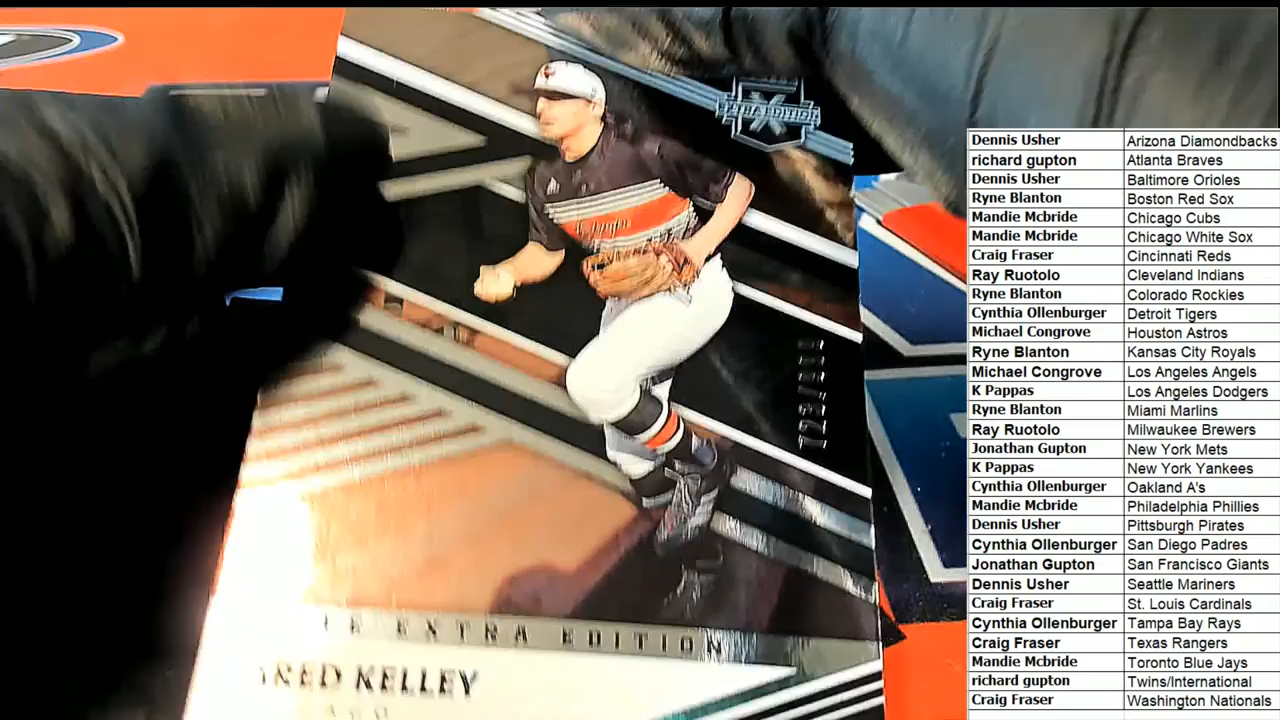 EXTRA EDITION
EXTRA EDITION
RED KELLEY
Dennis Usher Arizona Diamondbacks
richard gupton Atlanta Braves
Dennis Usher Baltimore Orioles
Ryne Blanton Boston Red Sox
Mandie Mcbride Chicago Cubs
Mandie Mcbride Chicago White Sox
Craig Fraser Cincinnati Reds
Ray Ruotolo Cleveland Indians
Ryne Blanton Colorado Rockies
Cynthia Ollenburger Detroit Tigers
Michael Congrove Houston Astros
Ryne Blanton Kansas City Royals
Michael Congrove Los Angeles Angels
K Pappas Los Angeles Dodgers
Ryne Blanton Miami Marlins
Ray Ruotolo Milwaukee Brewers
Jonathan Gupton New York Mets
K Pappas New York Yankees
Cynthia Ollenburger Oakland A's
Mandie Mcbride Philadelphia Phillies
Dennis Usher Pittsburgh Pirates
Cynthia Ollenburger San Diego Padres
Jonathan Gupton San Francisco Giants
Dennis Usher Seattle Mariners
Craig Fraser St. Louis Cardinals
Cynthia Ollenburger Tampa Bay Rays
Craig Fraser Texas Rangers
Mandie Mcbride Toronto Blue Jays
richard gupton Twins/International
Craig Fraser Washington Nationals